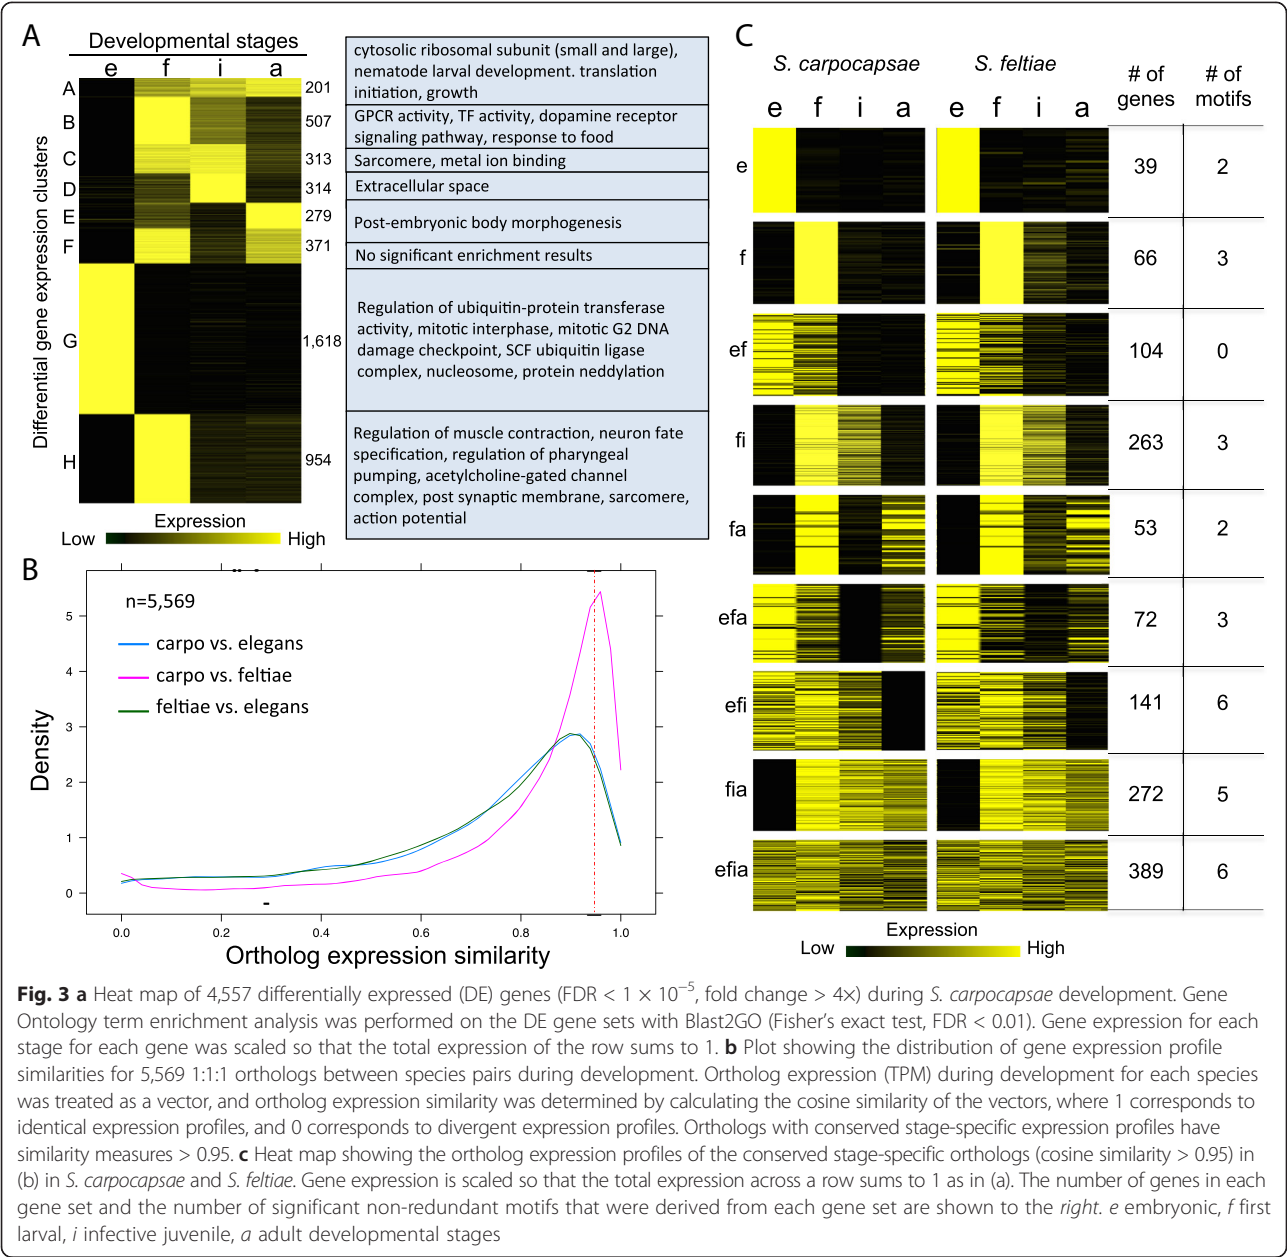 A
Developmental stages
e f i a
Differential gene expression clusters
A 201
B 507
C 313
D 314
E 279
F 371
G 1,618
H 954
cytosolic ribosomal subunit (small and large),
nematode larval development. translation
initiation, growth
GPCR activity, TF activity, dopamine receptor
signaling pathway, response to food
Sarcomere, metal ion binding
Extracellular space
Post-embryonic body morphogenesis
No significant enrichment results
Regulation of ubiquitin-protein transferase
activity, mitotic interphase, mitotic G2 DNA
damage checkpoint, SCF ubiquitin ligase
complex, nucleosome, protein neddylation
Regulation of muscle contraction, neuron fate
specification, regulation of pharyngeal
pumping, acetylcholine-gated channel
complex, post synaptic membrane, sarcomere,
action potential
Expression
Low High
B
n=5,569
carpo vs. elegans
carpo vs. feltiae
feltiae vs. elegans
Density
5
4
3
2
1
0
0.0 0.2 0.4 0.6 0.8 1.0
Ortholog expression similarity
C
S. carpocapsae S. feltiae
# of genes
# of motifs
e f i a e f i a
e 39 2
f 66 3
ef 104 0
fi 263 3
fa 53 2
efa 72 3
efi 141 6
fia 272 5
efia 389 6
Expression
Low High
Fig. 3 a Heat map of 4,557 differentially expressed (DE) genes (FDR < 1 × 10−5, fold change > 4×) during S. carpocapsae development. Gene
Ontology term enrichment analysis was performed on the DE gene sets with Blast2GO (Fisher's exact test, FDR < 0.01). Gene expression for each
stage for each gene was scaled so that the total expression of the row sums to 1. b Plot showing the distribution of gene expression profile
similarities for 5,569 1:1:1 orthologs between species pairs during development. Ortholog expression (TPM) during development for each species
was treated as a vector, and ortholog expression similarity was determined by calculating the cosine similarity of the vectors, where 1 corresponds to
identical expression profiles, and 0 corresponds to divergent expression profiles. Orthologs with conserved stage-specific expression profiles have
similarity measures > 0.95. c Heat map showing the ortholog expression profiles of the conserved stage-specific orthologs (cosine similarity > 0.95) in
(b) in S. carpocapsae and S. feltiae. Gene expression is scaled so that the total expression across a row sums to 1 as in (a). The number of genes in each
gene set and the number of significant non-redundant motifs that were derived from each gene set are shown to the right. e embryonic, f first
larval, i infective juvenile, a adult developmental stages